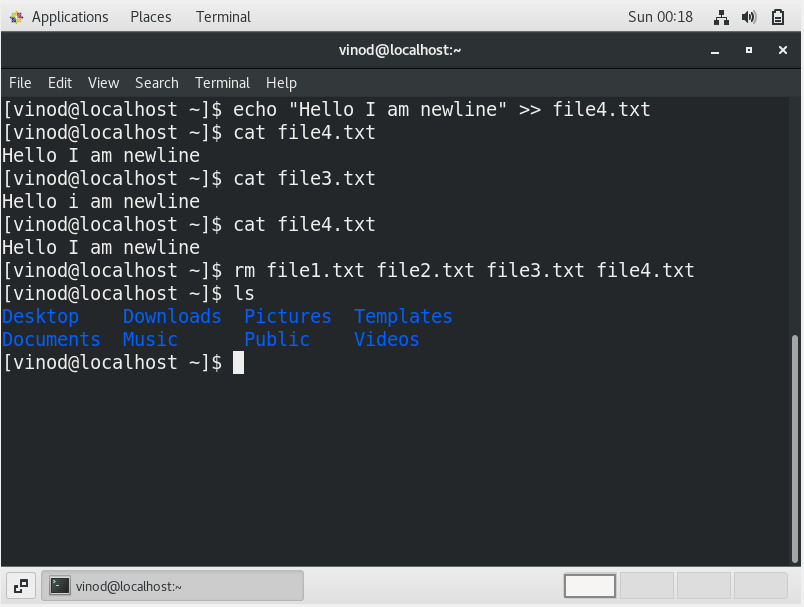 Applications Places Terminal Sun 00:18
vinod@localhost:~
File Edit View Search Terminal Help
[vinod@localhost ~]$ echo "Hello I am newline" >> file4.txt
[vinod@localhost ~]$ cat file4.txt
Hello I am newline
[vinod@localhost ~]$ cat file3.txt
Hello i am newline
[vinod@localhost ~]$ cat file4.txt
Hello I am newline
[vinod@localhost ~]$ rm file1.txt file2.txt file3.txt file4.txt
[vinod@localhost ~]$ ls
Desktop Downloads Pictures Templates
Documents Music Public Videos
[vinod@localhost ~]$
vinod@localhost:~